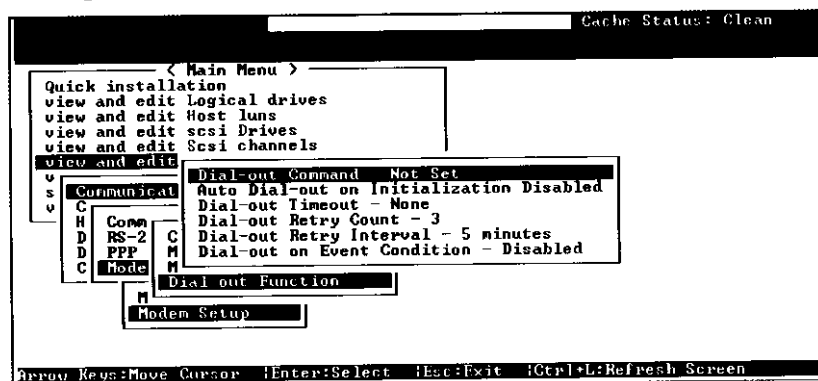 Cache Status: Clean
< Main Menu >
Quick installation
view and edit Logical drives
view and edit Host luns
view and edit scsi Drives
view and edit Scsi channels
view and edit
v
s
v
Communicat
C
H
D
D
C
Comm
RS-2
PPP
Mode
C
M
M
Dial-out Command Not Set
Auto Dial-out on Initialization Disabled
Dial-out Timeout - None
Dial-out Retry Count - 3
Dial-out Retry Interval - 5 minutes
Dial-out on Event Condition - Disabled
Dial out Function
M
Modem Setup
Arrow Keys:Move Cursor |Enter:Select |Esc:Exit |Ctrl+L:Refresh Screen